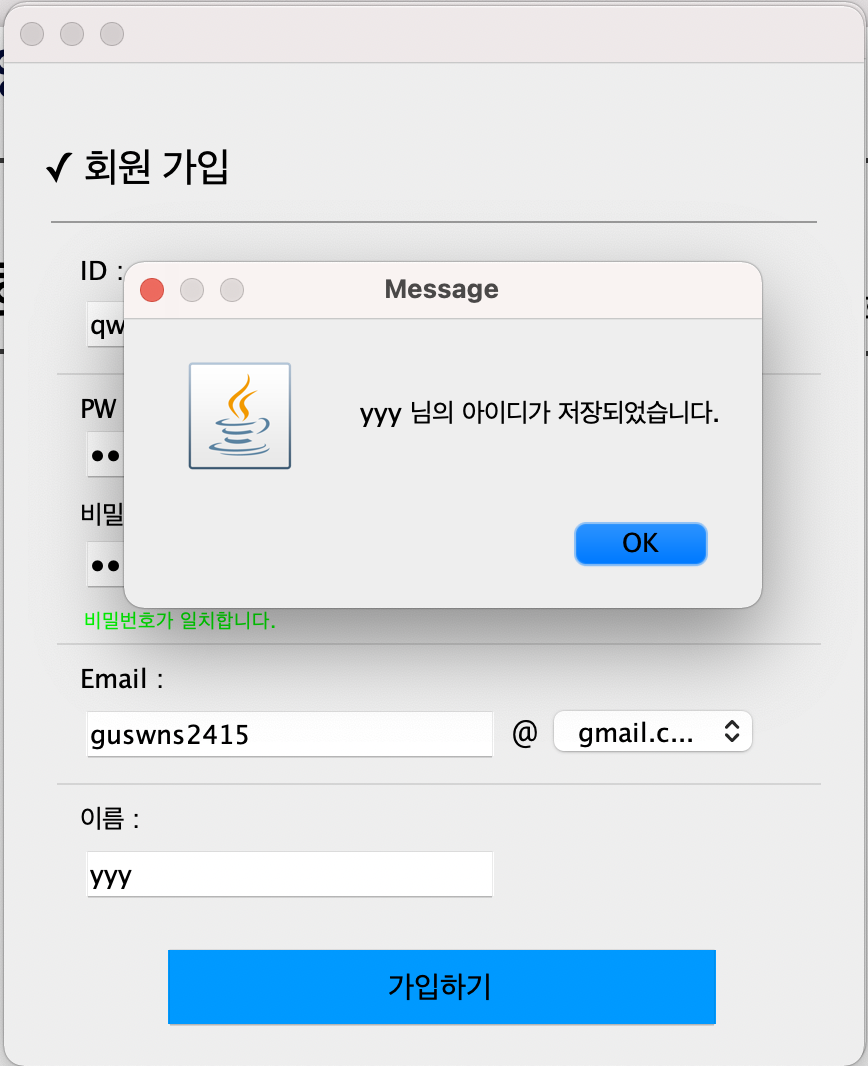 ✓ 회원 가입
ID :
qw
Message
yyy 님의 아이디가 저장되었습니다.
OK
PW
비밀
비밀번호가 일치합니다.
Email :
guswns2415 @ gmail.c...
이름 :
yyy
가입하기